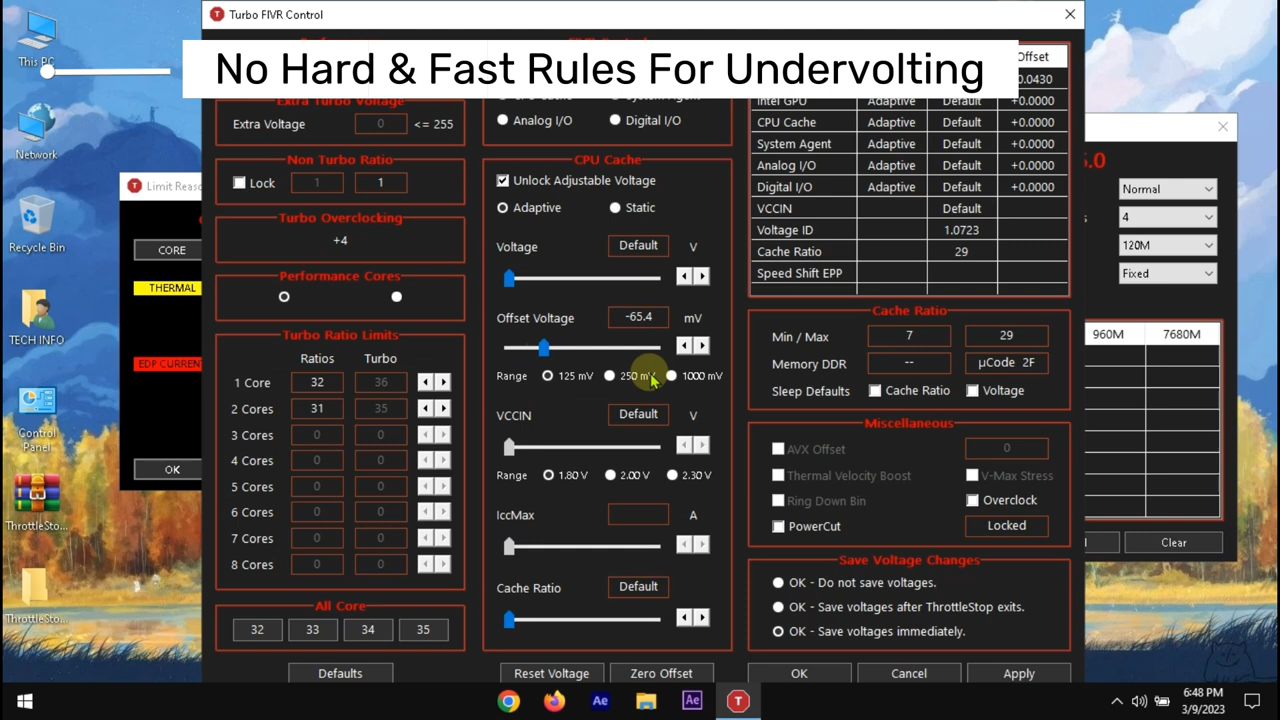 Turbo FIVR Control
No Hard & Fast Rules For Undervolting
This PC
Network
Recycle Bin
TECH INFO
Control
Panel
ThrottleSto...
ThrottleSto...
CORE
THERMAL
EDP CURRENT
OK
Extra Turbo Voltage
Extra Voltage 0 <= 255
Non Turbo Ratio
Lock 1 1
Turbo Overclocking
+4
Performance Cores
Turbo Ratio Limits
Ratios Turbo
1 Core 32 36
2 Cores 31 35
3 Cores 0 0
4 Cores 0 0
5 Cores 0 0
6 Cores 0 0
7 Cores 0 0
8 Cores 0 0
All Core
32 33 34 35
Defaults
Analog I/O Digital I/O
CPU Cache
Unlock Adjustable Voltage
Adaptive Static
Voltage Default V
Offset Voltage -65.4 mV
Range 125 mV 250 mV 1000 mV
VCCIN Default V
Range 1.80 V 2.00 V 2.30 V
IccMax A
Cache Ratio Default
Reset Voltage Zero Offset
Offset
Intel GPU Adaptive Default +0.0000
CPU Cache Adaptive Default +0.0000
System Agent Adaptive Default +0.0000
Analog I/O Adaptive Default +0.0000
Digital I/O Adaptive Default +0.0000
VCCIN Default
Voltage ID 1.0723
Cache Ratio 29
Speed Shift EPP
Cache Ratio
Min / Max 7 29
Memory DDR -- µCode 2F
Sleep Defaults Cache Ratio Voltage
Miscellaneous
AVX Offset 0
Thermal Velocity Boost V-Max Stress
Ring Down Bin Overclock
PowerCut Locked
Save Voltage Changes
OK - Do not save voltages.
OK - Save voltages after ThrottleStop exits.
OK - Save voltages immediately.
OK Cancel Apply
Normal
4
120M
Fixed
960M 7680M
Clear
6:48 PM
3/9/2023